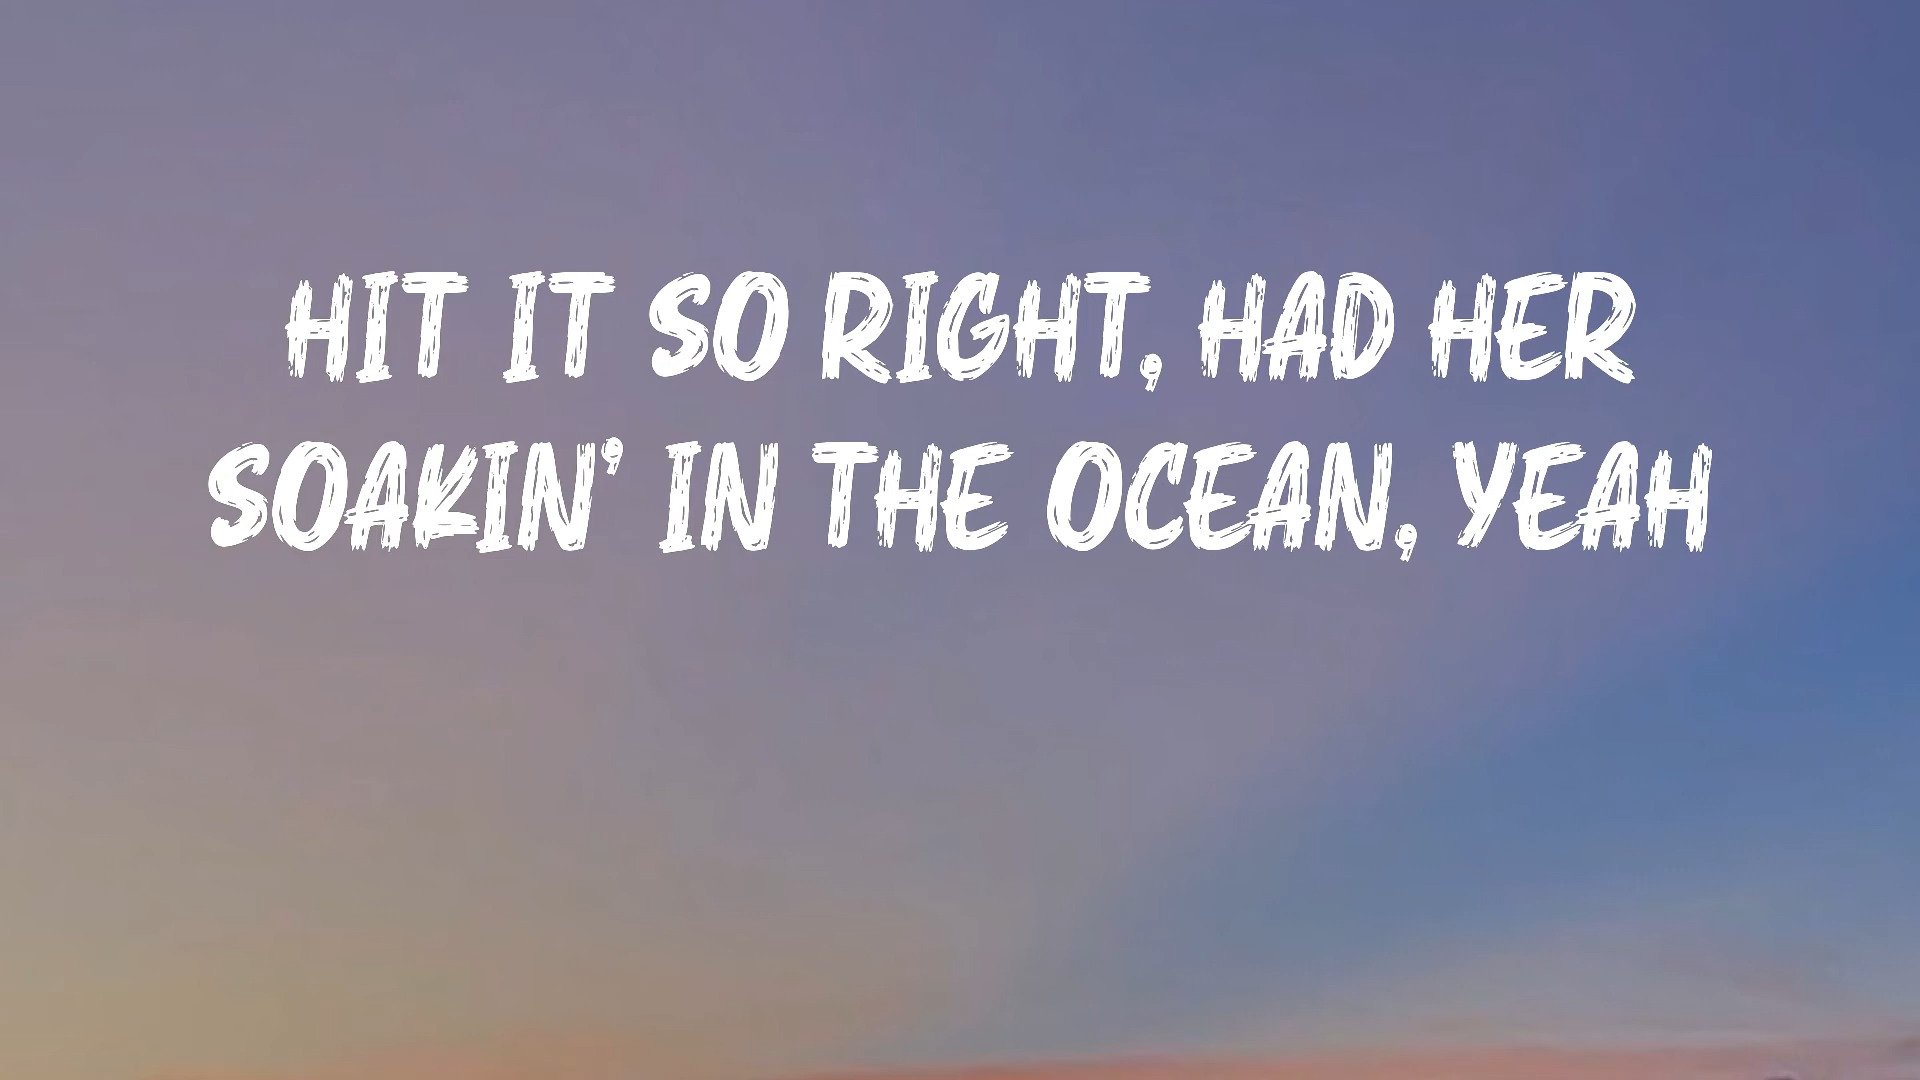 HIT IT SO RIGHT, HAD HER
SOAKIN' IN THE OCEAN, YEAH